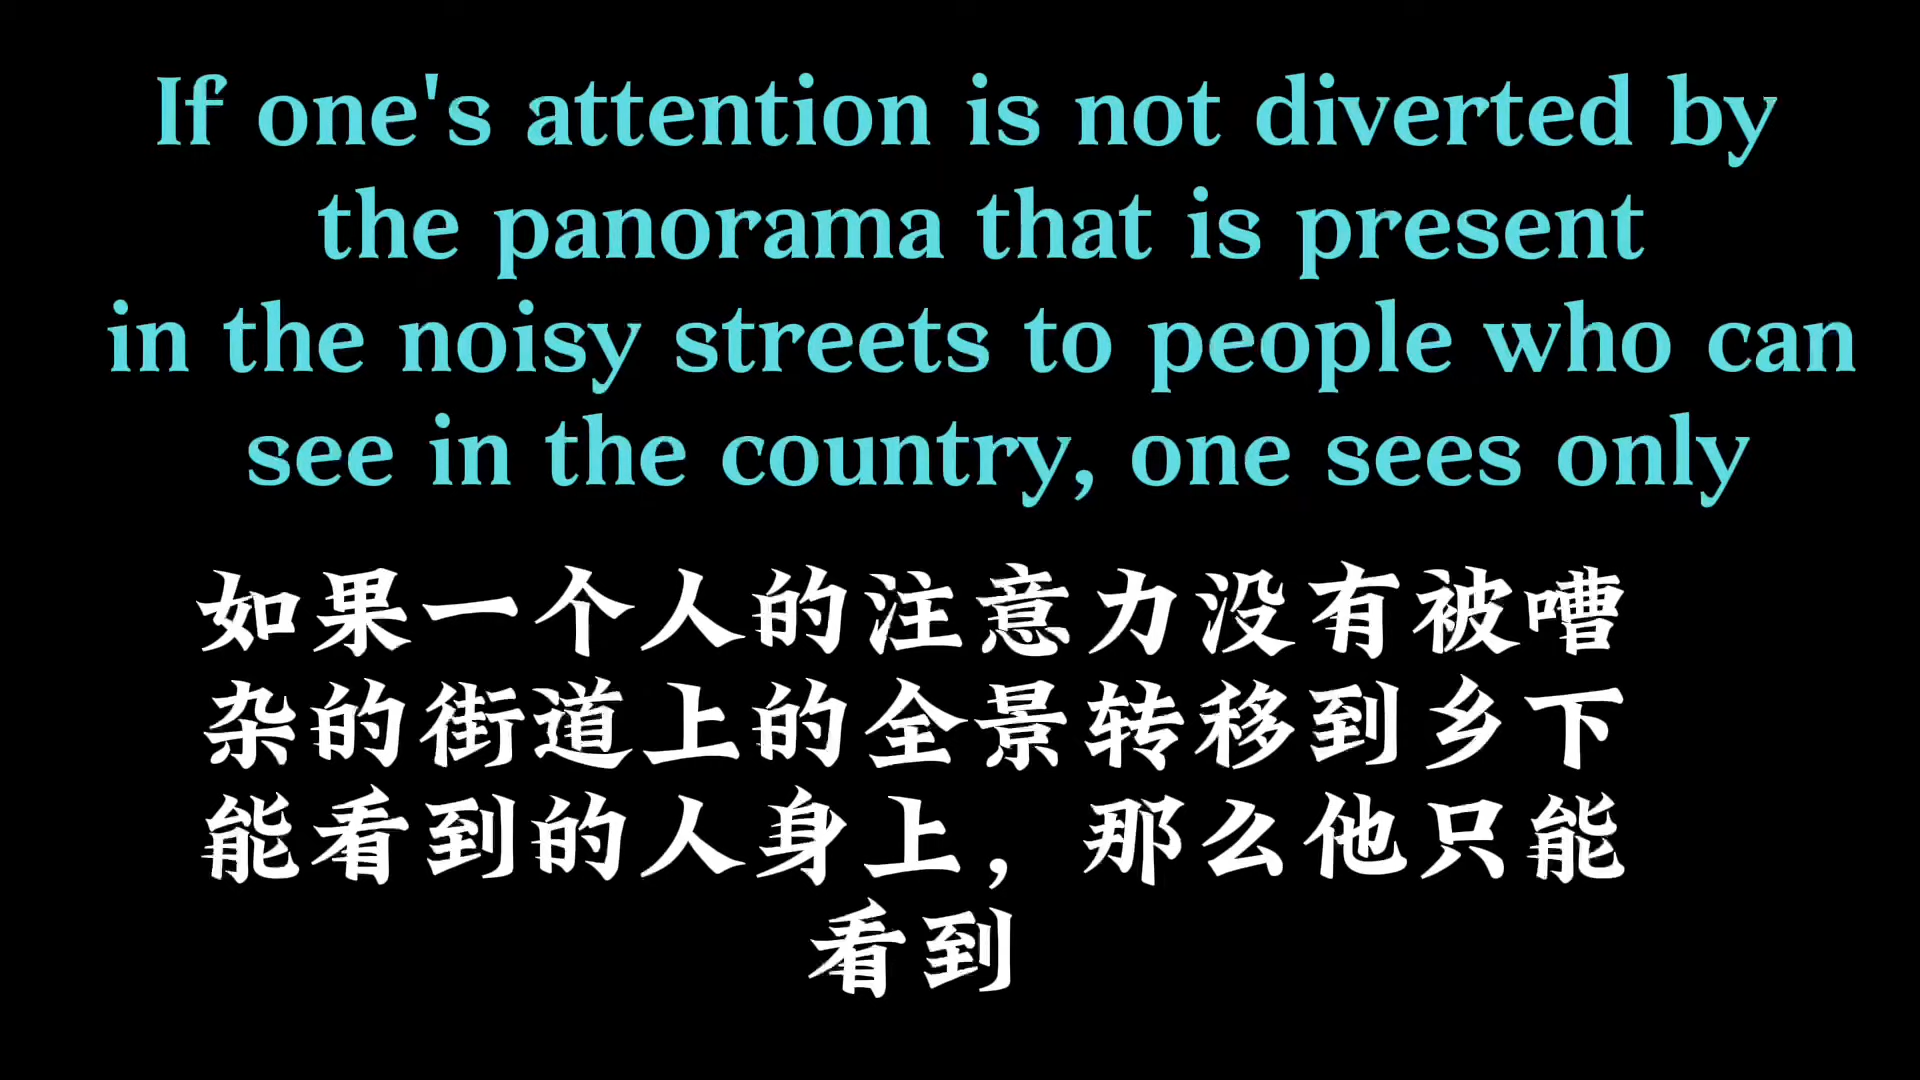 If one's attention is not diverted by
the panorama that is present
in the noisy streets to people who can
see in the country, one sees only
如果一个人的注意力没有被嘈
杂的街道上的全景转移到乡下
能看到的人身上，那么他只能
看到